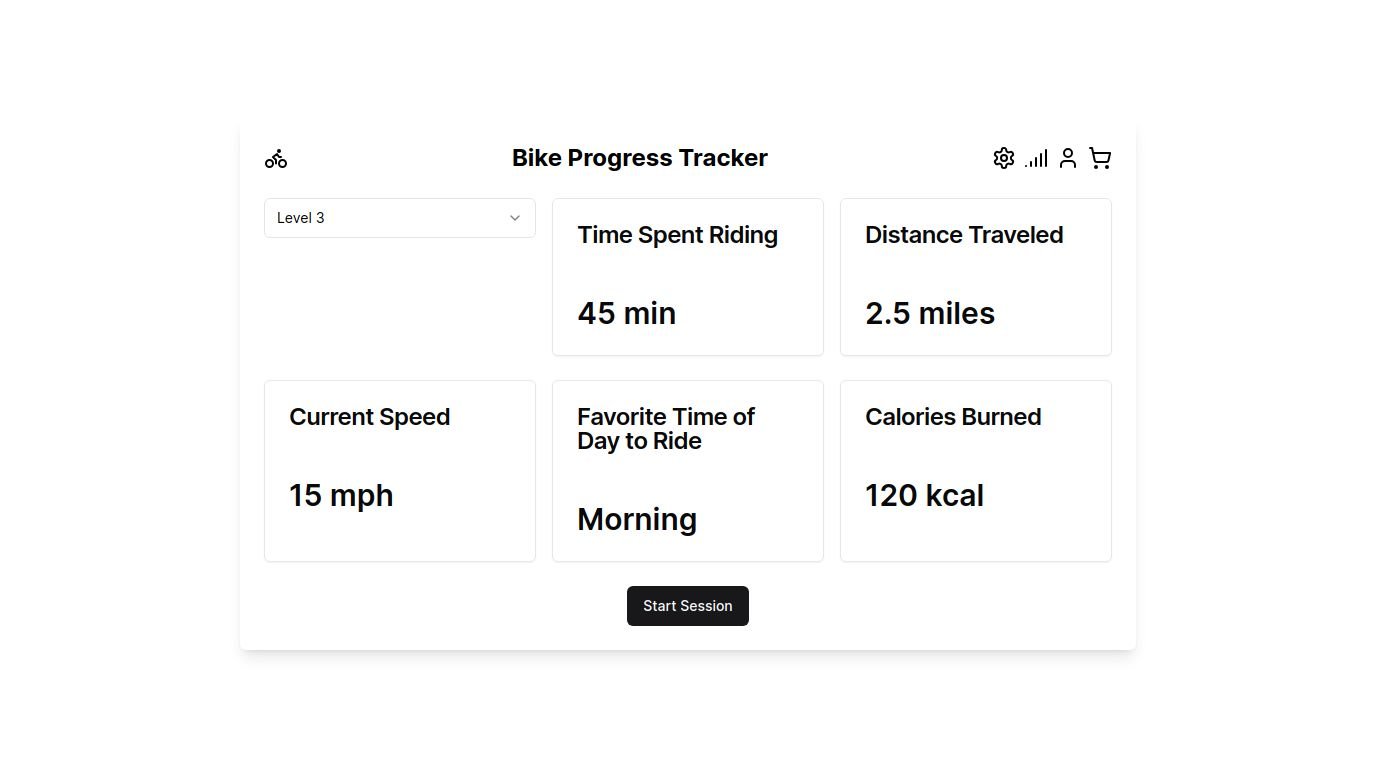 Bike Progress Tracker
Level 3
Time Spent Riding
45 min
Distance Traveled
2.5 miles
Current Speed
15 mph
Favorite Time of
Day to Ride
Morning
Calories Burned
120 kcal
Start Session